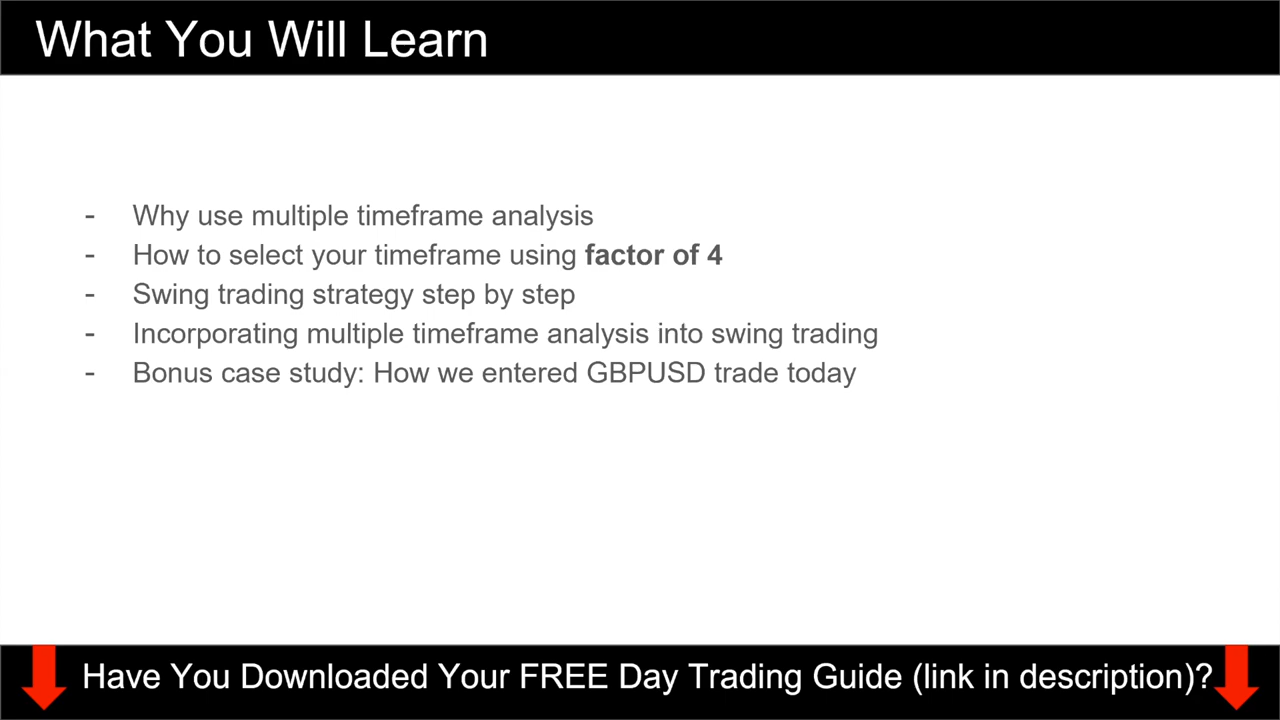 What You Will Learn
- Why use multiple timeframe analysis
- How to select your timeframe using factor of 4
- Swing trading strategy step by step
- Incorporating multiple timeframe analysis into swing trading
- Bonus case study: How we entered GBPUSD trade today
Have You Downloaded Your FREE Day Trading Guide (link in description)?